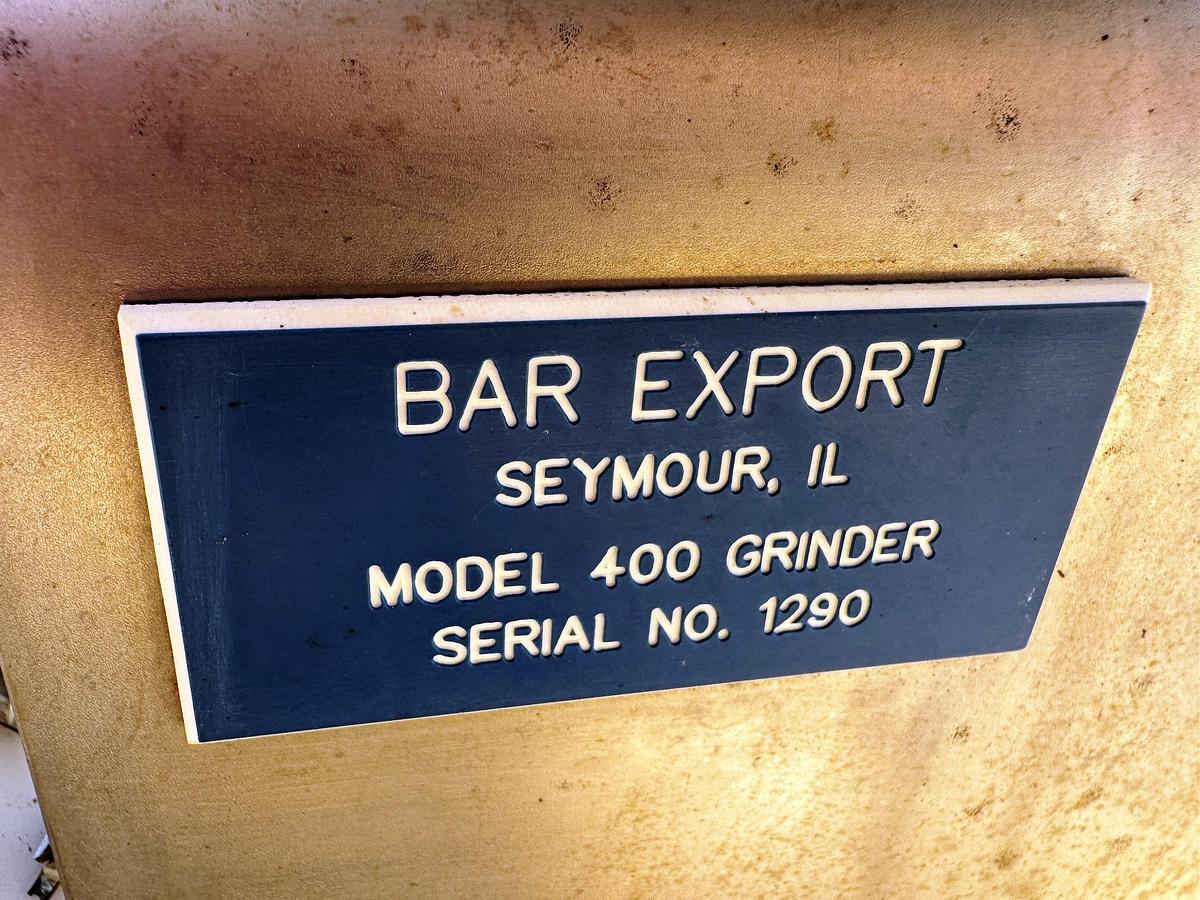 BAR EXPORT
SEYMOUR, IL
MODEL 400 GRINDER
SERIAL NO. 1290